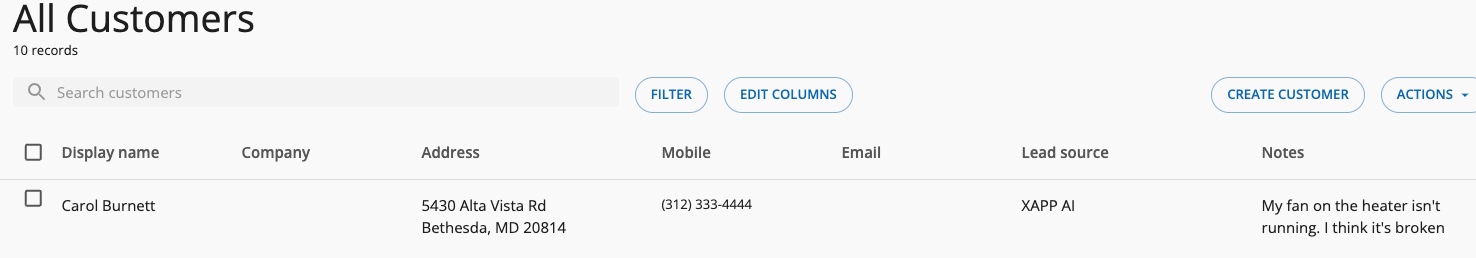 All Customers
10 records
Search customers
FILTER
EDIT COLUMNS
CREATE CUSTOMER
ACTIONS
Display name Company Address Mobile Email Lead source Notes
Carol Burnett 5430 Alta Vista Rd (312) 333-4444 XAPP AI My fan on the heater isn't
Bethesda, MD 20814 running. I think it's broken